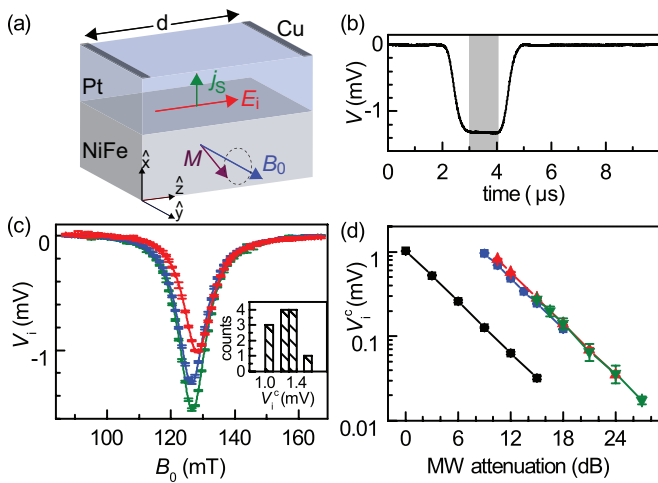 (a)
d
Cu
Pt
j_S
E_i
NiFe
M
B_0
x̂
ẑ
ŷ
(b)
V (mV)
0
-1
0 2 4 6 8 10
time (µs)
(c)
V_i (mV)
0
-1
100 120 140 160
B_0 (mT)
counts
4
3
2
1
0
1.0 1.4
V_i^c (mV)
(d)
V_i^c (mV)
1
0.1
0.01
0 6 12 18 24
MW attenuation (dB)